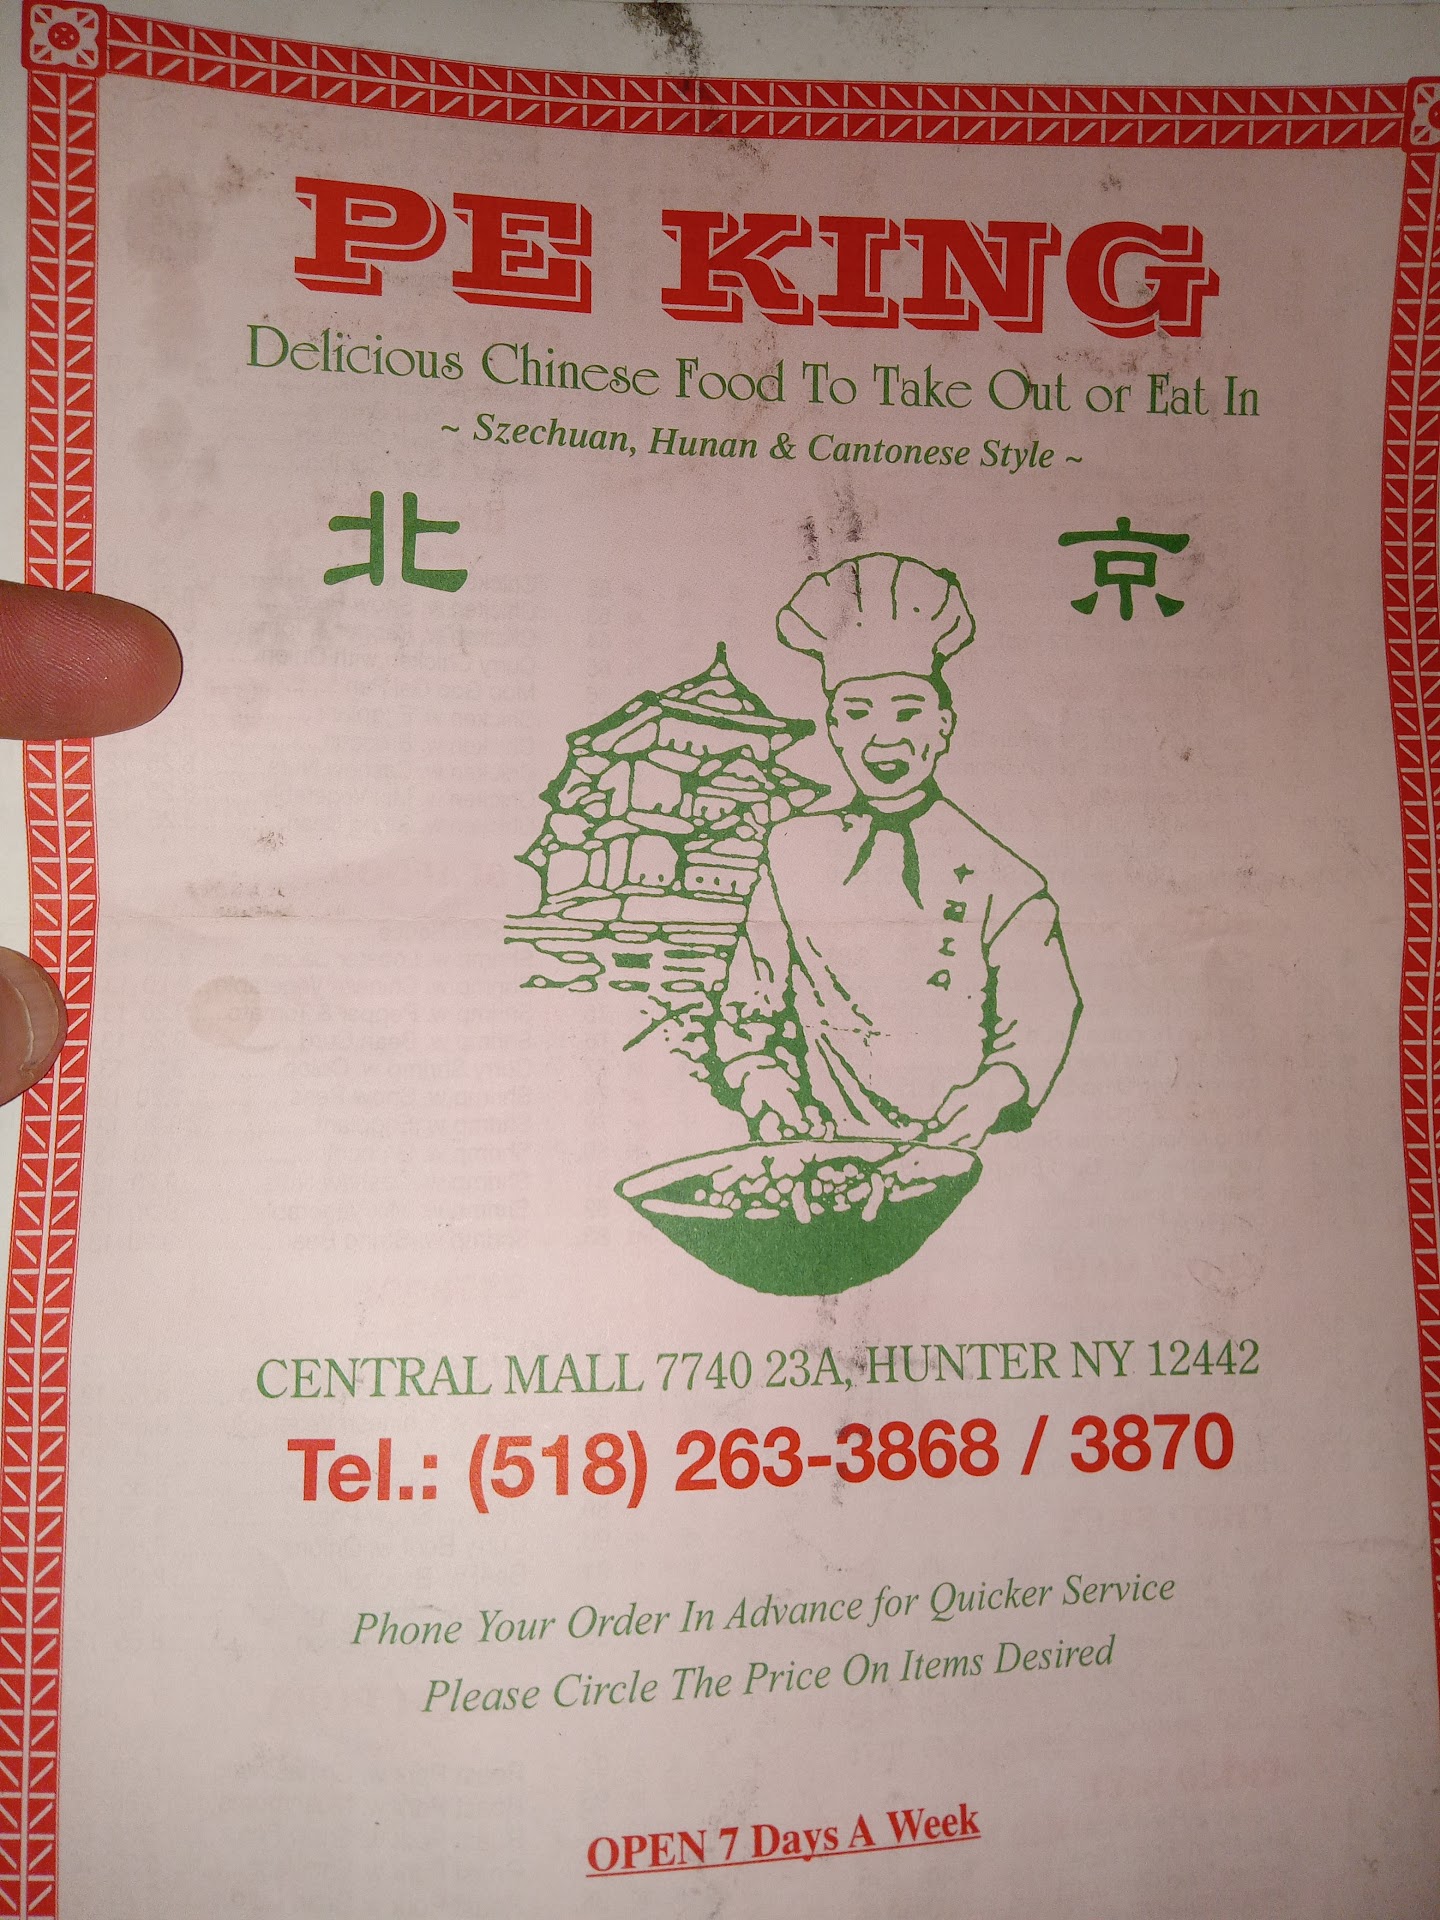 PE KING
Delicious Chinese Food To Take Out or Eat In
~ Szechuan, Hunan & Cantonese Style ~
北 京
CENTRAL MALL 7740 23A, HUNTER NY 12442
Tel.: (518) 263-3868 / 3870
Phone Your Order In Advance for Quicker Service
Please Circle The Price On Items Desired
OPEN 7 Days A Week